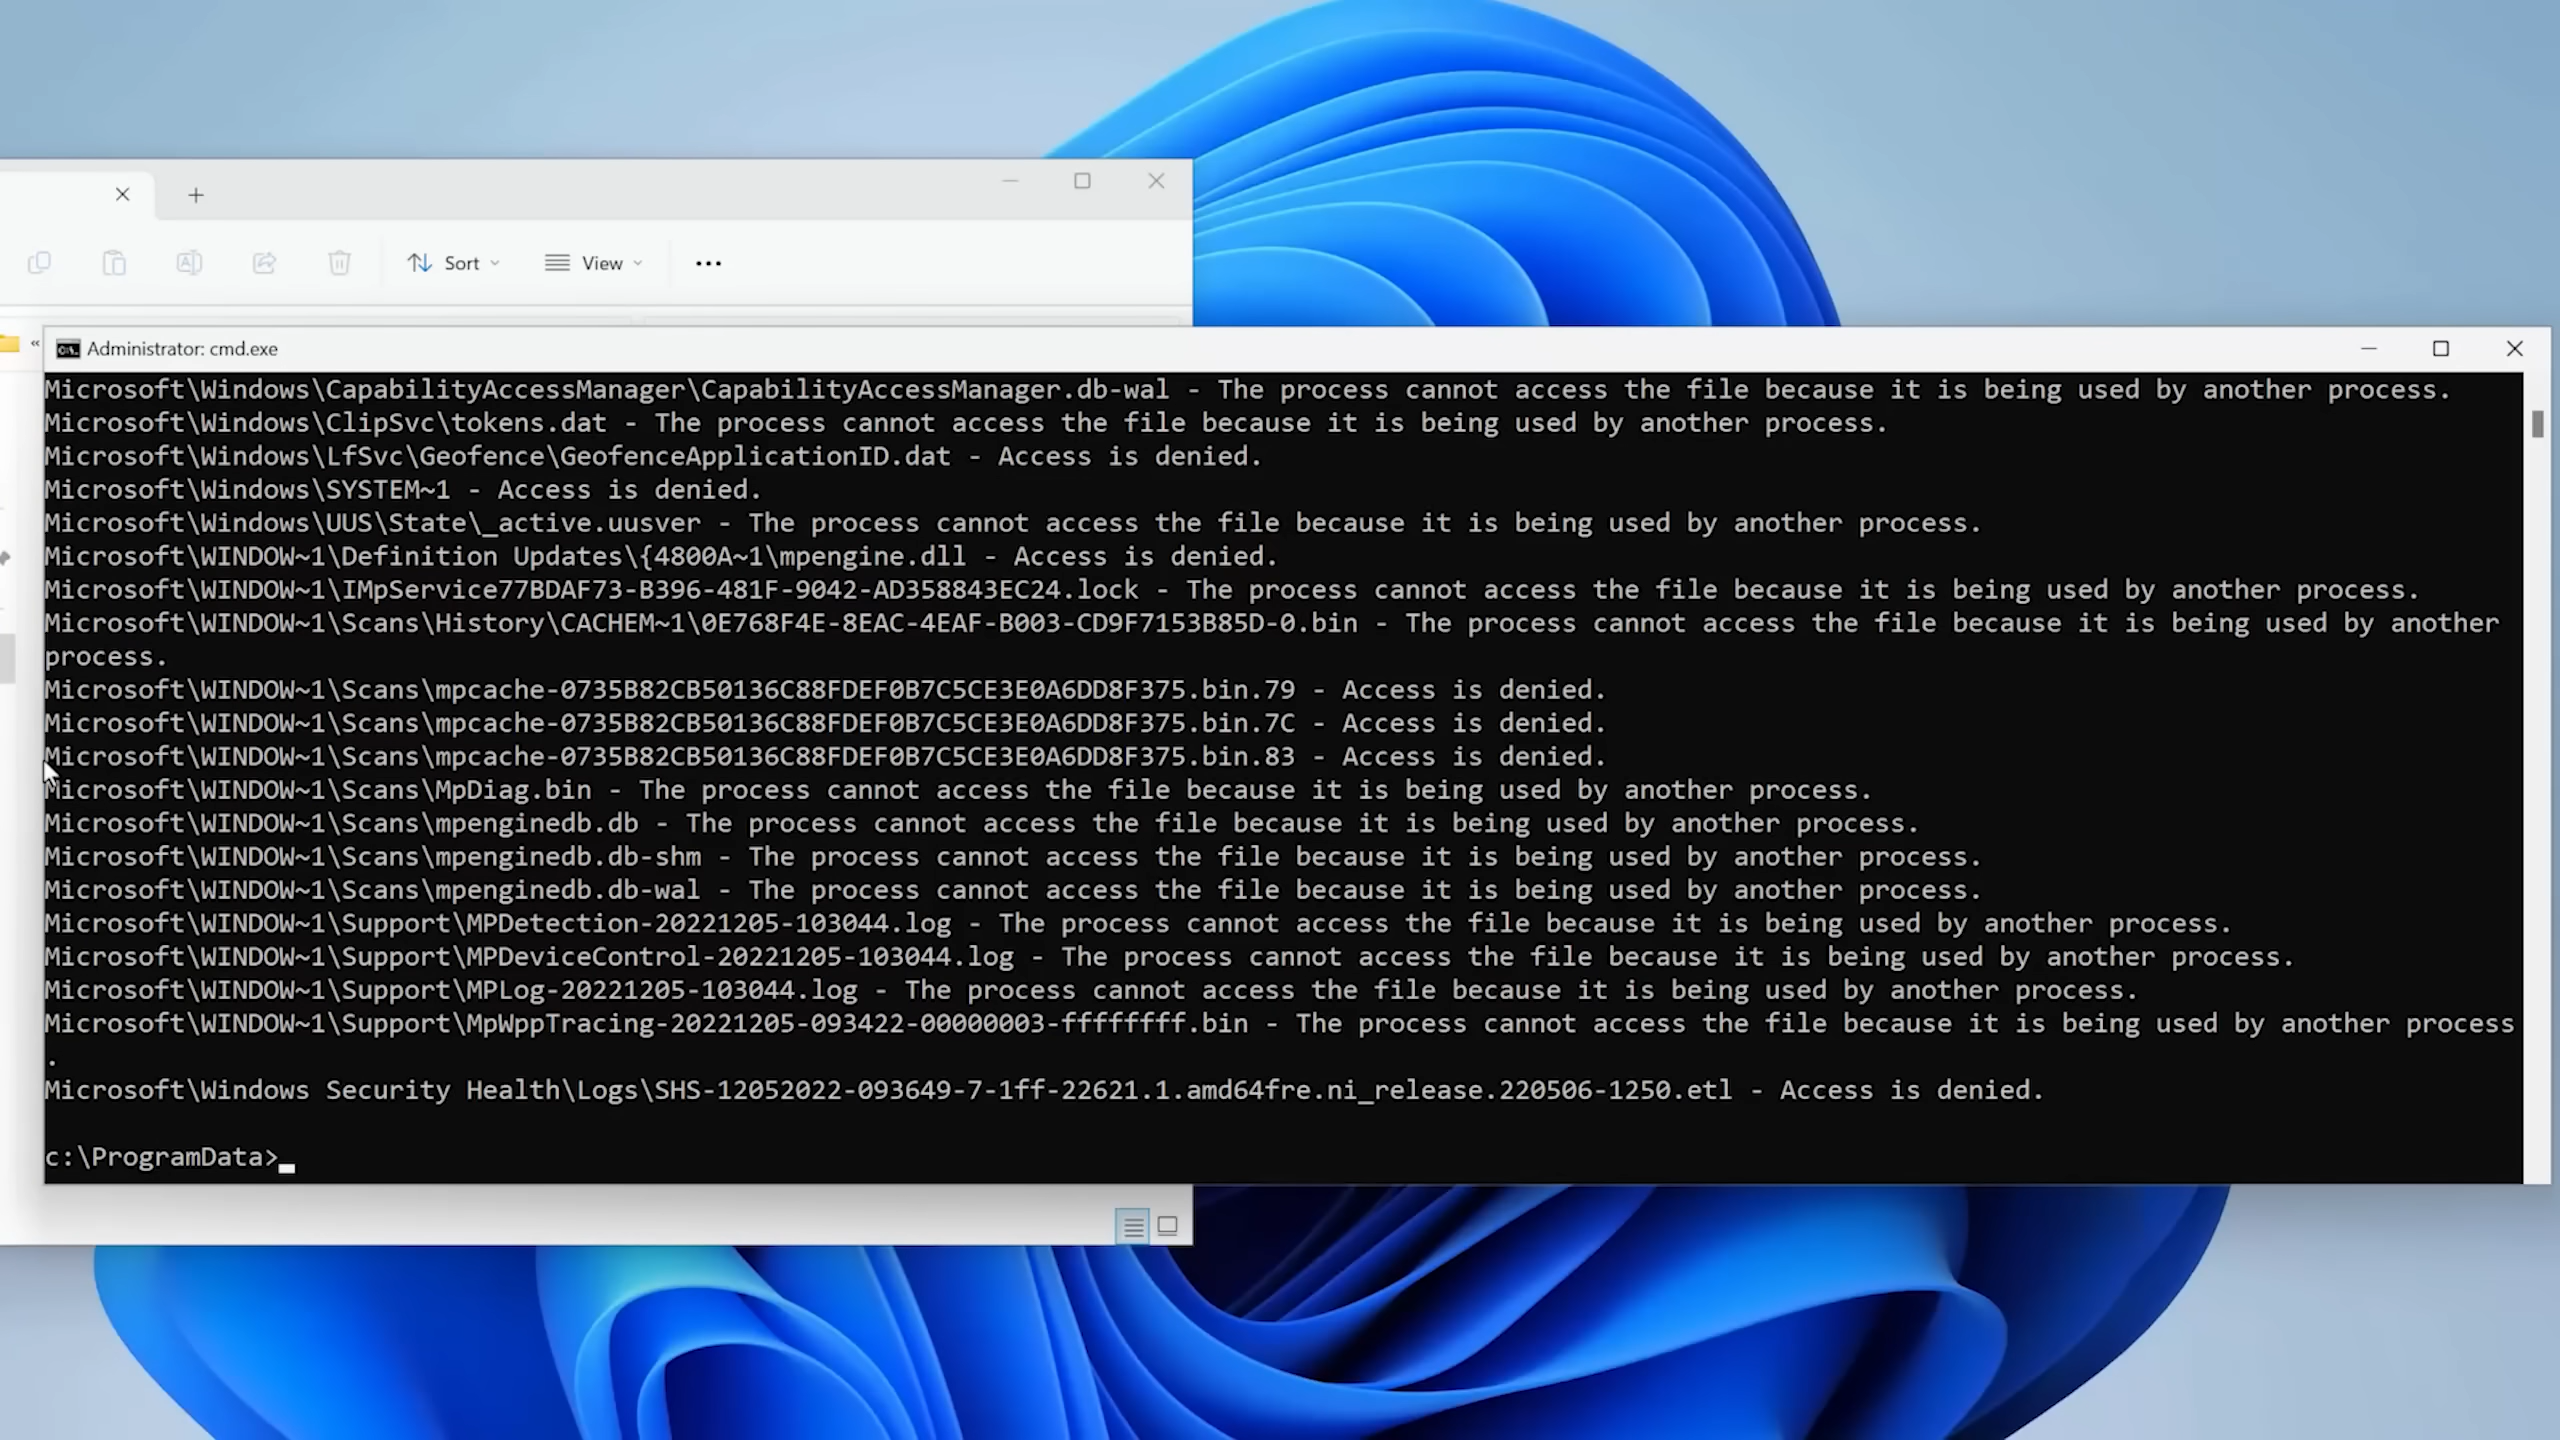 Sort
View
«
Administrator: cmd.exe
Microsoft\Windows\CapabilityAccessManager\CapabilityAccessManager.db-wal - The process cannot access the file because it is being used by another process.
Microsoft\Windows\ClipSvc\tokens.dat - The process cannot access the file because it is being used by another process.
Microsoft\Windows\LfSvc\Geofence\GeofenceApplicationID.dat - Access is denied.
Microsoft\Windows\SYSTEM~1 - Access is denied.
Microsoft\Windows\UUS\State\_active.uusver - The process cannot access the file because it is being used by another process.
Microsoft\WINDOW~1\Definition Updates\{4800A~1\mpengine.dll - Access is denied.
Microsoft\WINDOW~1\IMpService77BDAF73-B396-481F-9042-AD358843EC24.lock - The process cannot access the file because it is being used by another process.
Microsoft\WINDOW~1\Scans\History\CACHEM~1\0E768F4E-8EAC-4EAF-B003-CD9F7153B85D-0.bin - The process cannot access the file because it is being used by another
process.
Microsoft\WINDOW~1\Scans\mpcache-0735B82CB50136C88FDEF0B7C5CE3E0A6DD8F375.bin.79 - Access is denied.
Microsoft\WINDOW~1\Scans\mpcache-0735B82CB50136C88FDEF0B7C5CE3E0A6DD8F375.bin.7C - Access is denied.
Microsoft\WINDOW~1\Scans\mpcache-0735B82CB50136C88FDEF0B7C5CE3E0A6DD8F375.bin.83 - Access is denied.
Microsoft\WINDOW~1\Scans\MpDiag.bin - The process cannot access the file because it is being used by another process.
Microsoft\WINDOW~1\Scans\mpenginedb.db - The process cannot access the file because it is being used by another process.
Microsoft\WINDOW~1\Scans\mpenginedb.db-shm - The process cannot access the file because it is being used by another process.
Microsoft\WINDOW~1\Scans\mpenginedb.db-wal - The process cannot access the file because it is being used by another process.
Microsoft\WINDOW~1\Support\MPDetection-20221205-103044.log - The process cannot access the file because it is being used by another process.
Microsoft\WINDOW~1\Support\MPDeviceControl-20221205-103044.log - The process cannot access the file because it is being used by another process.
Microsoft\WINDOW~1\Support\MPLog-20221205-103044.log - The process cannot access the file because it is being used by another process.
Microsoft\WINDOW~1\Support\MpWppTracing-20221205-093422-00000003-ffffffff.bin - The process cannot access the file because it is being used by another process
.
Microsoft\Windows Security Health\Logs\SHS-12052022-093649-7-1ff-22621.1.amd64fre.ni_release.220506-1250.etl - Access is denied.
c:\ProgramData>_